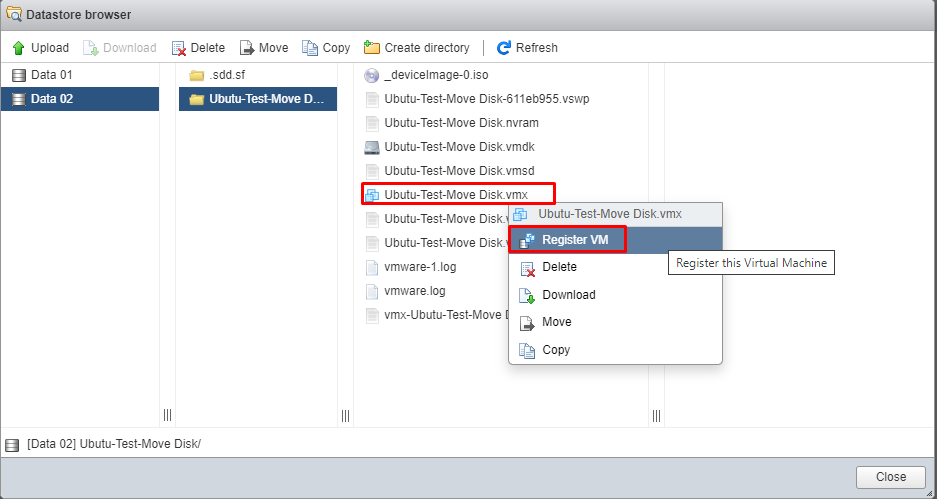 Datastore browser
Upload Download Delete Move Copy Create directory Refresh
Data 01
Data 02
.sdd.sf
Ubutu-Test-Move D...
_deviceImage-0.iso
Ubutu-Test-Move Disk-611eb955.vswp
Ubutu-Test-Move Disk.nvram
Ubutu-Test-Move Disk.vmdk
Ubutu-Test-Move Disk.vmsd
Ubutu-Test-Move Disk.vmx
Ubutu-Test-Move Disk.
Ubutu-Test-Move Disk.
vmware-1.log
vmware.log
vmx-Ubutu-Test-Move
Ubutu-Test-Move Disk.vmx
Register VM
Delete
Download
Move
Copy
Register this Virtual Machine
[Data 02] Ubutu-Test-Move Disk/
Close